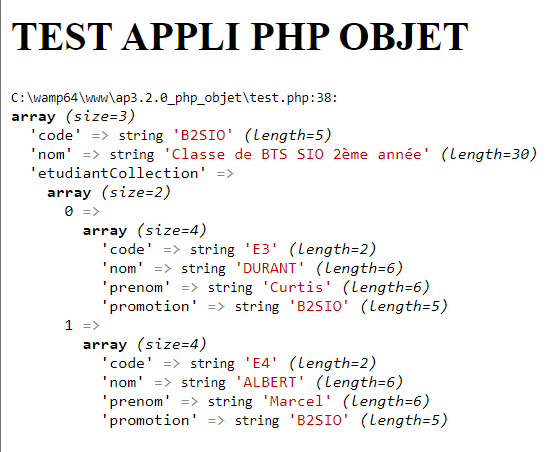 TEST APPLI PHP OBJET
C:\wamp64\www\ap3.2.0_php_objet\test.php:38:
array (size=3)
'code' => string 'B2SIO' (length=5)
'nom' => string 'Classe de BTS SIO 2ème année' (length=30)
'etudiantCollection' =>
array (size=2)
0 =>
array (size=4)
'code' => string 'E3' (length=2)
'nom' => string 'DURANT' (length=6)
'prenom' => string 'Curtis' (length=6)
'promotion' => string 'B2SIO' (length=5)
1 =>
array (size=4)
'code' => string 'E4' (length=2)
'nom' => string 'ALBERT' (length=6)
'prenom' => string 'Marcel' (length=6)
'promotion' => string 'B2SIO' (length=5)